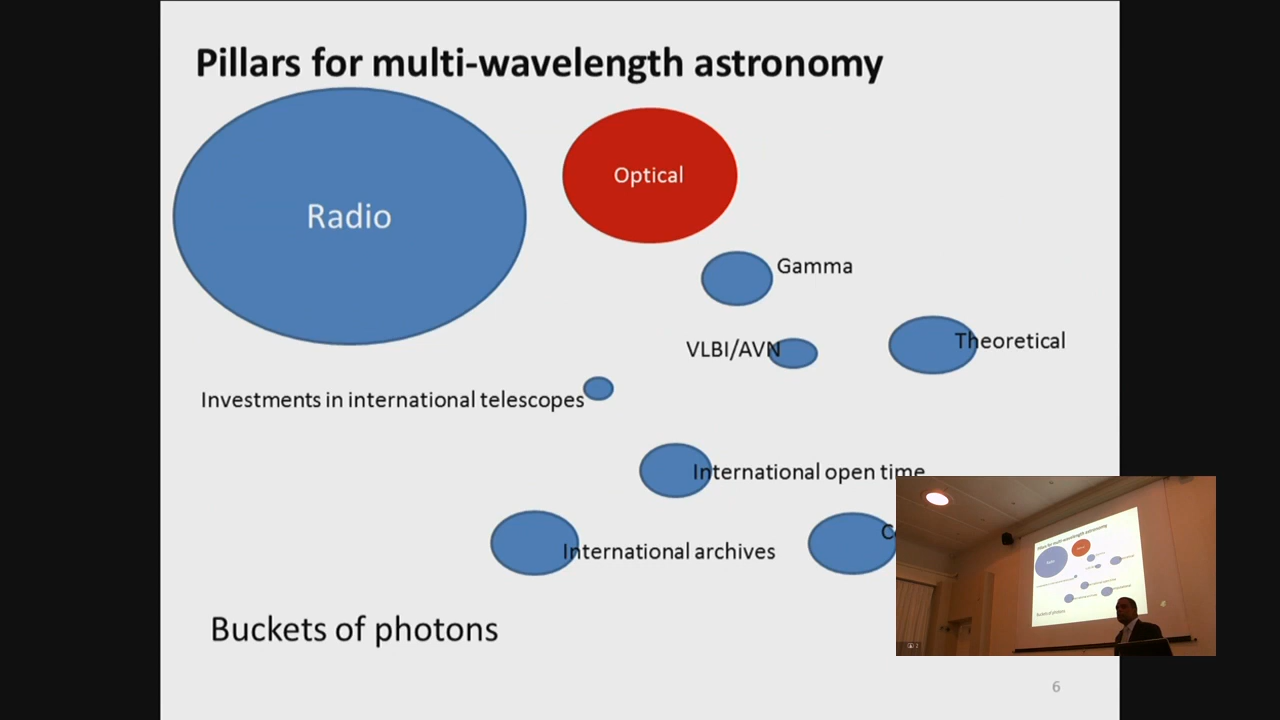 Pillars for multi-wavelength astronomy
Radio
Optical
Gamma
VLBI/AVN
Theoretical
Investments in international telescopes
International open time
International archives
Buckets of photons
6